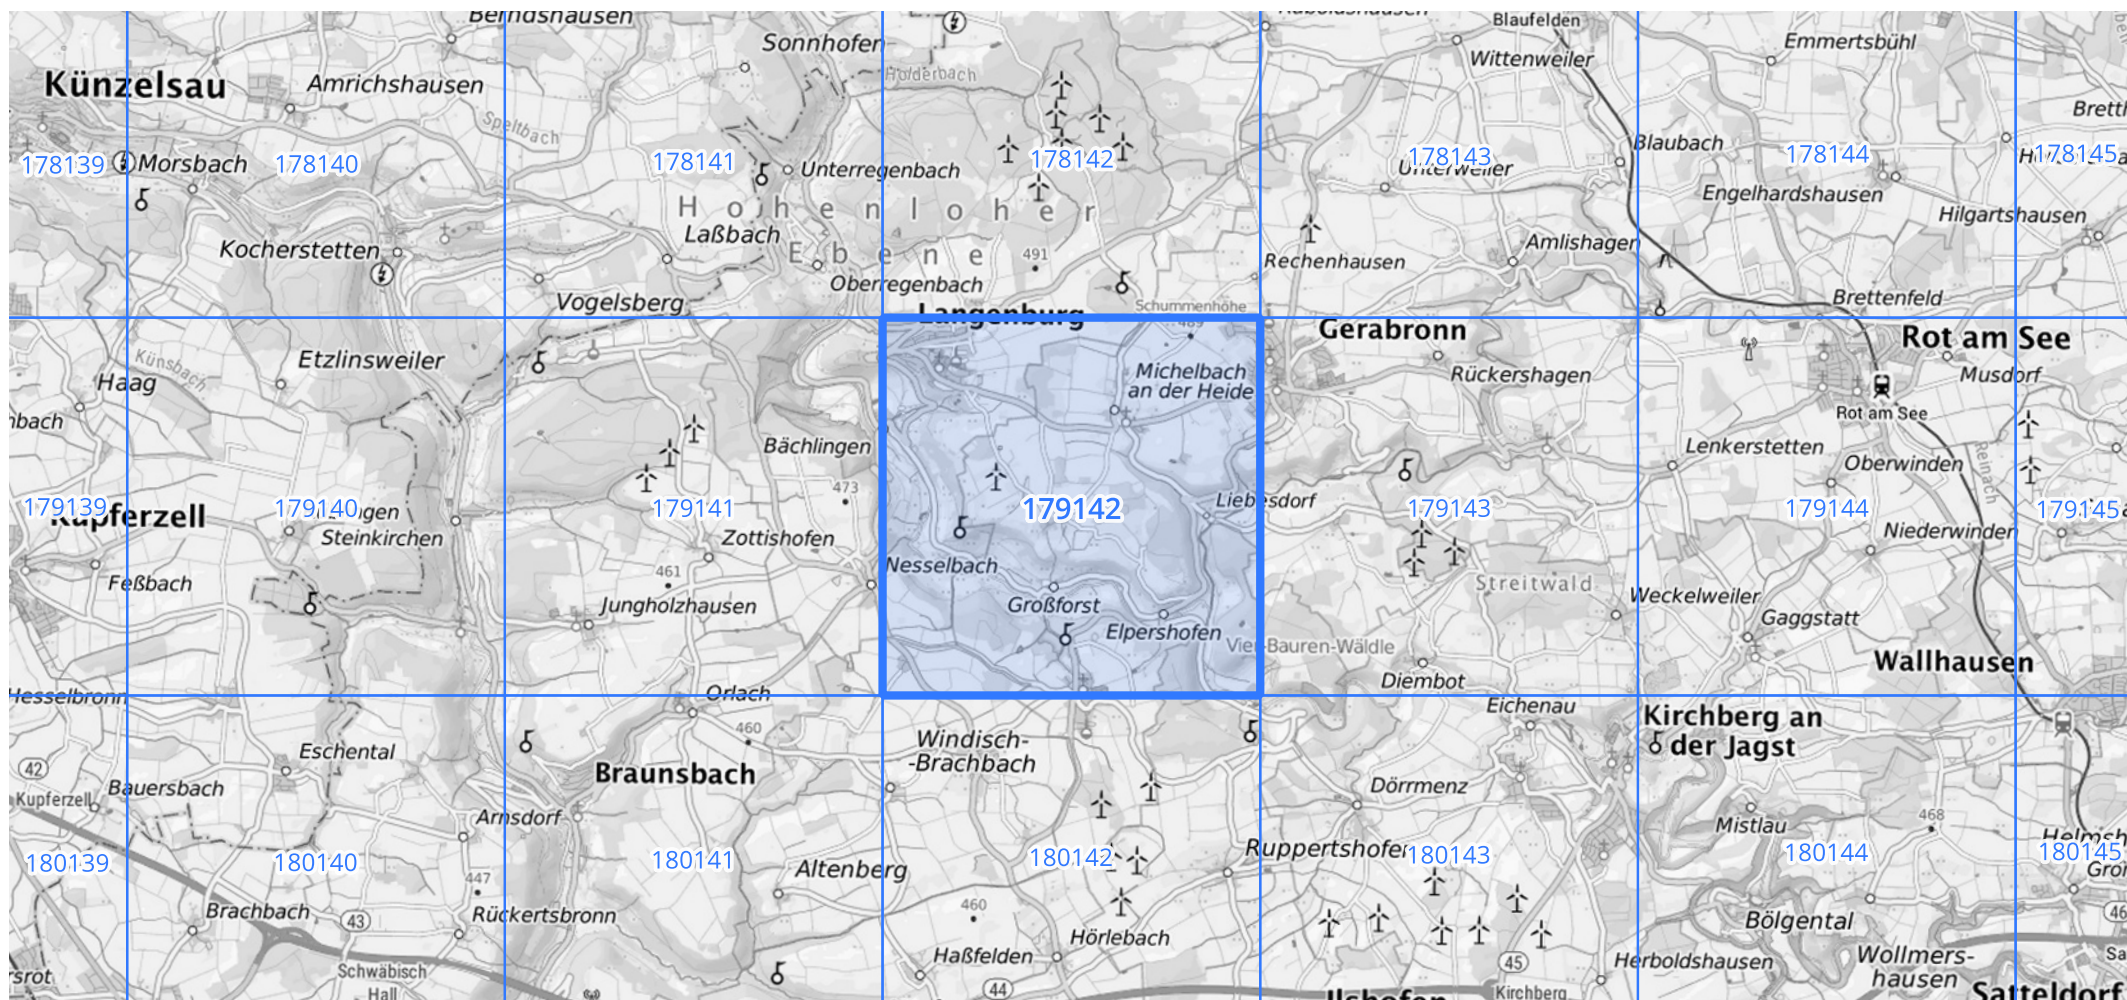 Berndshausen
Sonnhofen
Blaufelden
Emmertsbühl
Wittenweiler
Künzelsau
Amrichshausen
Holderbach
Speltbach
Blaubach
178139
Morsbach
178140
178141
Unterregenbach
178142
178143
Unterweiler
178144
178145
Engelhardshausen
Hohenloher
Hilgartshausen
Laßbach
Kocherstetten
Ebene
491
Amlishagen
Rechenhausen
Oberregenbach
Vogelsberg
Schummenhöhe
Brettenfeld
Langenburg
489
Gerabronn
Rot am See
Künsbach
Etzlinsweiler
Michelbach
an der Heide
Rückershagen
Musdorf
Haag
Rot am See
nbach
Bächlingen
Lenkerstetten
Oberwinden
Reinach
473
179139
Kupferzell
179140
Steinkirchen
179141
179142
Liebesdorf
179143
179144
179145
Zottishofen
Niederwinden
Feßbach
461
Nesselbach
Streitwald
Jungholzhausen
Großforst
Weckelweiler
Gaggstatt
Elpershofen
Vier-Bauren-Wäldle
Wallhausen
Diembot
Hesselbronn
Orlach
Eichenau
Kirchberg an
der Jagst
460
Windisch-
-Brachbach
Eschental
42
Braunsbach
Bauersbach
Kupferzell
Dörrmenz
Arnsdorf
Mistlau
468
180139
180140
180141
180142
Ruppertshofen
180143
180144
180145
Altenberg
447
Brachbach
43
Rückertsbronn
460
Bölgental
46
Hörlebach
Haßfelden
Schwäbisch
Hall
44
45
Kirchberg
Herboldshausen
Wollmers-
hausen
Ilshofen
Satteldorf